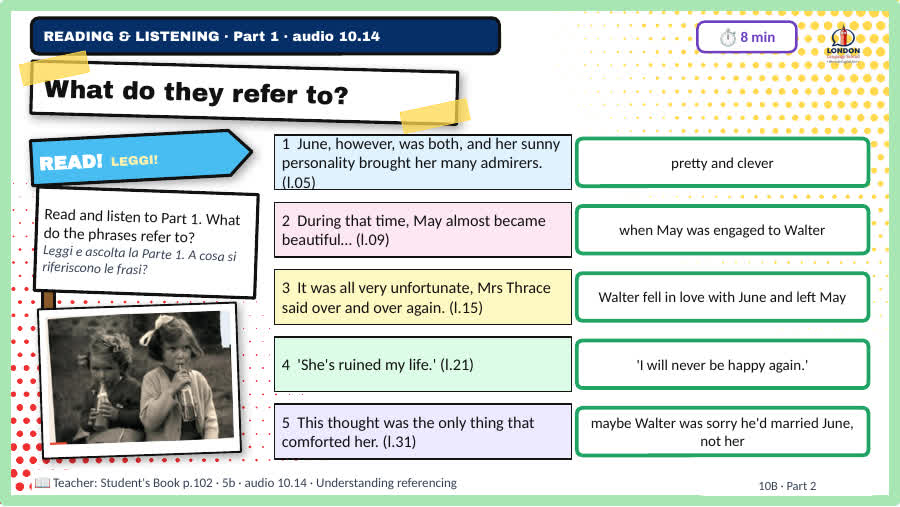 READING & LISTENING · Part 1 · audio 10.14
⏱️ 8 min
LONDON
What do they refer to?
READ! LEGGI!
Read and listen to Part 1. What
do the phrases refer to?
Leggi e ascolta la Parte 1. A cosa si
riferiscono le frasi?
1 June, however, was both, and her sunny
personality brought her many admirers.
(l.05)
pretty and clever
2 During that time, May almost became
beautiful... (l.09)
when May was engaged to Walter
3 It was all very unfortunate, Mrs Thrace
said over and over again. (l.15)
Walter fell in love with June and left May
4 'She's ruined my life.' (l.21)
'I will never be happy again.'
5 This thought was the only thing that
comforted her. (l.31)
maybe Walter was sorry he'd married June,
not her
📖 Teacher: Student's Book p.102 · 5b · audio 10.14 · Understanding referencing
10B · Part 2